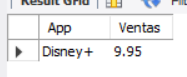 Result Grid
App Ventas
Disney+ 9.95